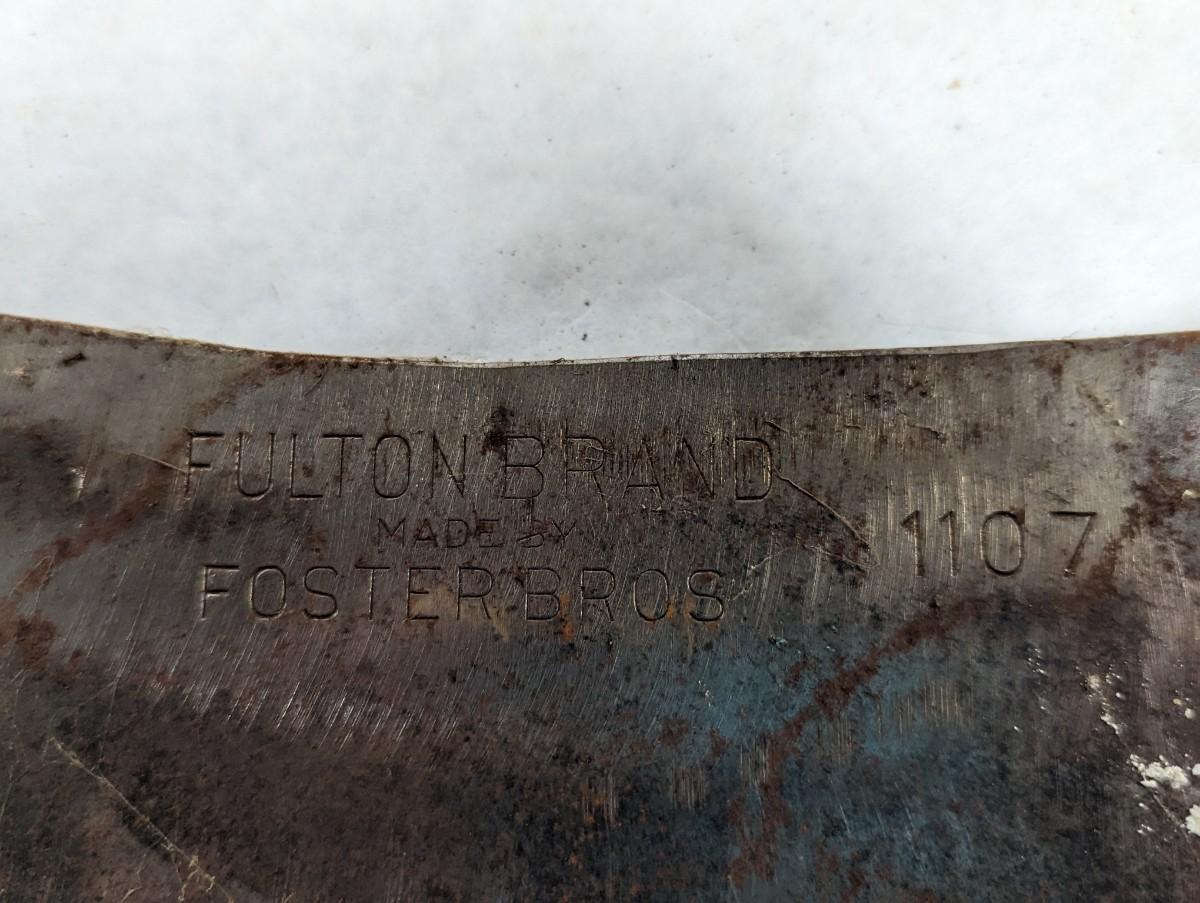 FULTON BRAND
MADE BY
FOSTER BROS
1107